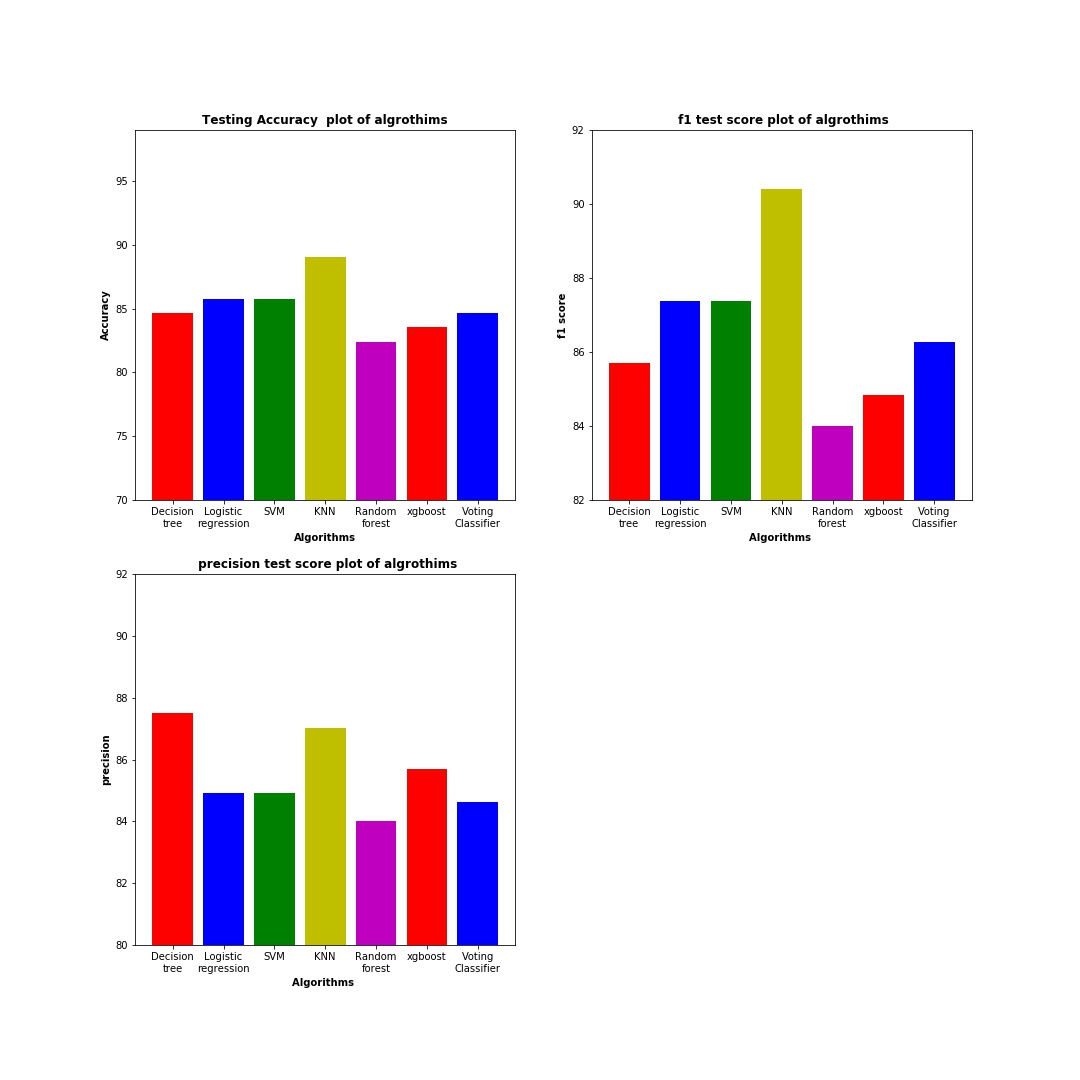 Testing Accuracy  plot of algrothims
Accuracy
95
90
85
80
75
70
Decision tree
Logistic regression
SVM
KNN
Random forest
xgboost
Voting Classifier
Algorithms
f1 test score plot of algrothims
f1 score
92
90
88
86
84
82
Decision tree
Logistic regression
SVM
KNN
Random forest
xgboost
Voting Classifier
Algorithms
precision test score plot of algrothims
precision
92
90
88
86
84
82
80
Decision tree
Logistic regression
SVM
KNN
Random forest
xgboost
Voting Classifier
Algorithms